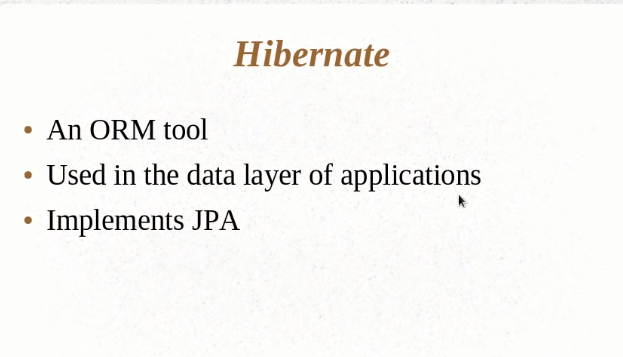 Hibernate
• An ORM tool
• Used in the data layer of applications
• Implements JPA